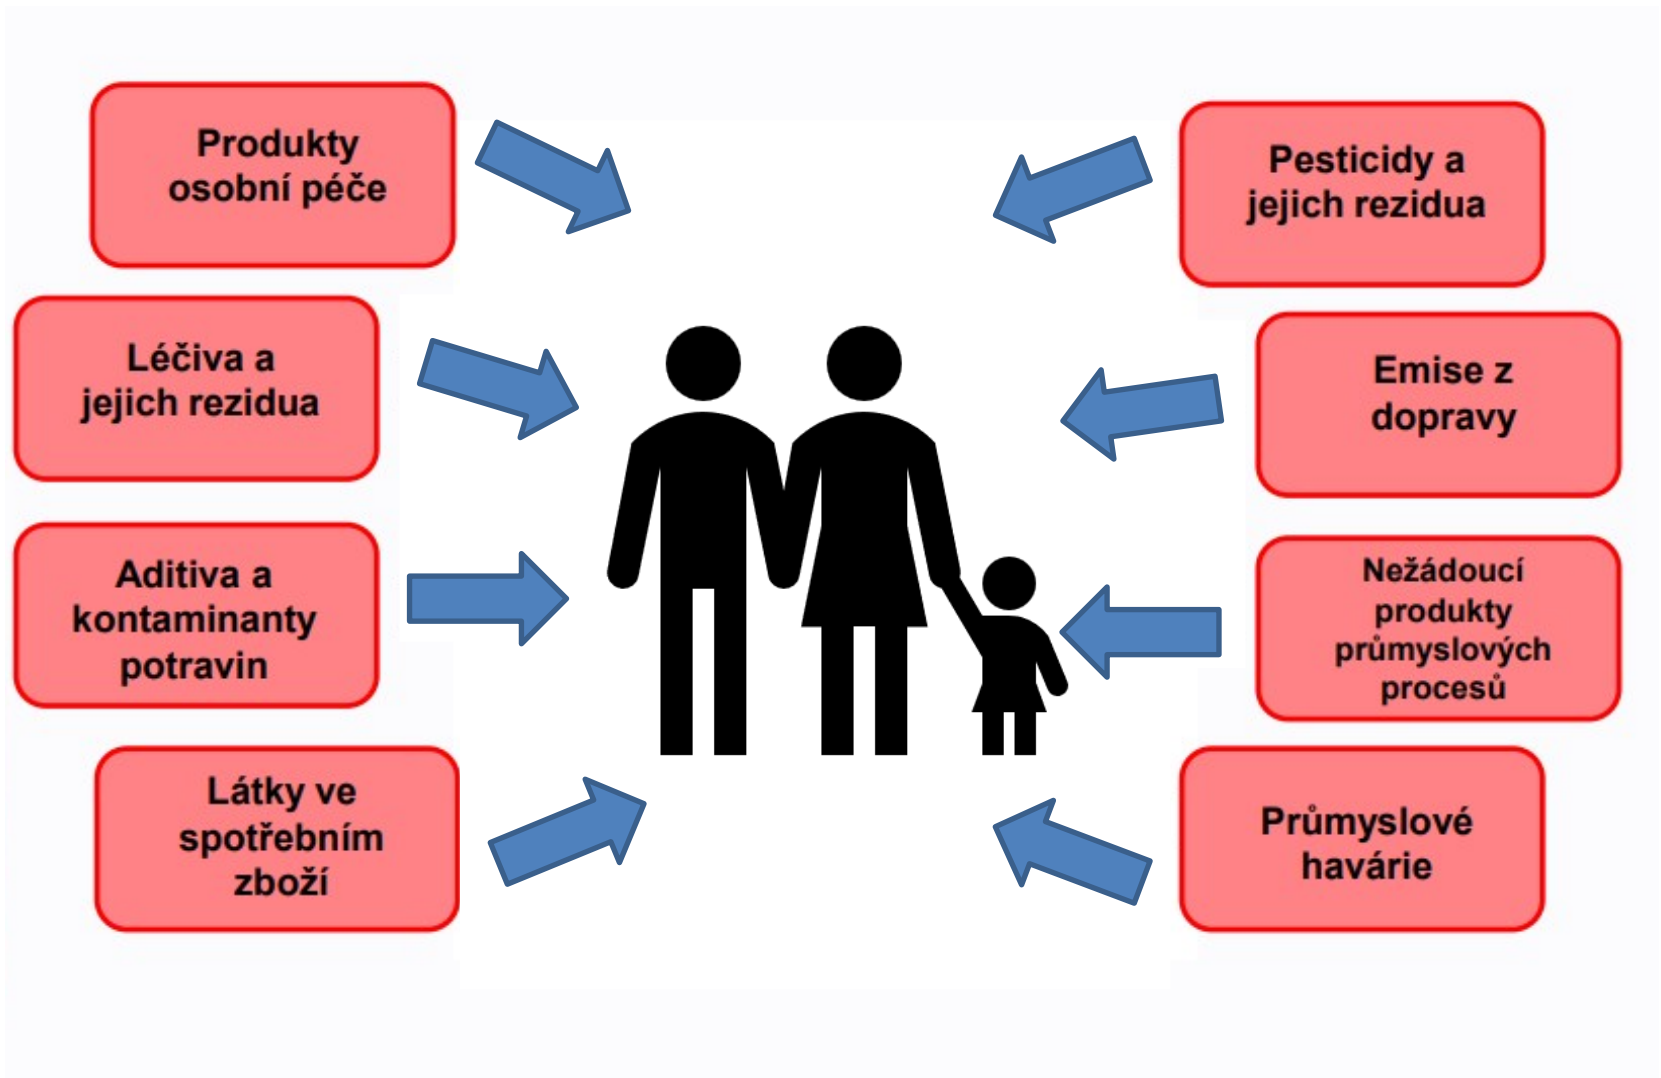 Produkty
osobní péče
Léčiva a
jejich rezidua
Aditiva a
kontaminanty
potravin
Látky ve
spotřebním
zboží
Pesticidy a
jejich rezidua
Emise z
dopravy
Nežádoucí
produkty
průmyslových
procesů
Průmyslové
havárie